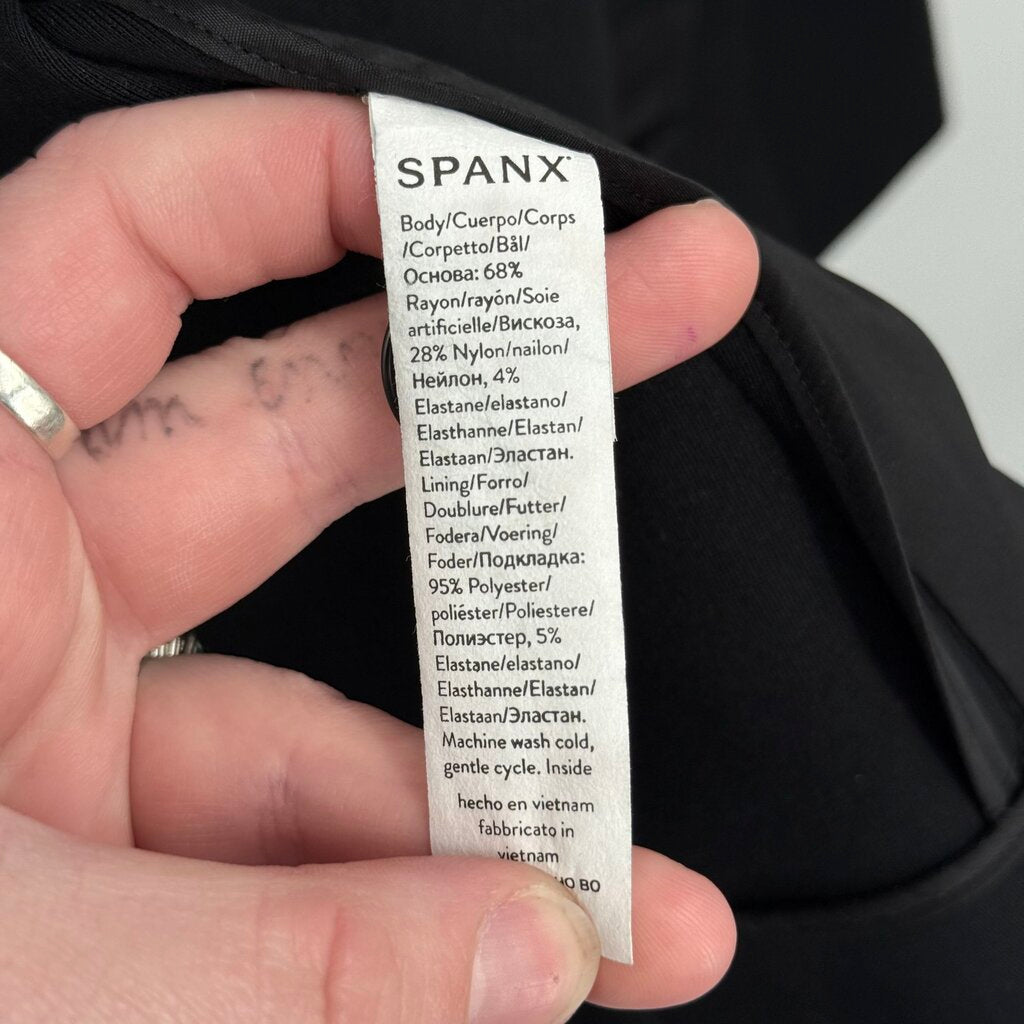 SPANX
Body/Cuerpo/Corps
/Corpetto/Bål/
Основа: 68%
Rayon/rayón/Soie
artificielle/Вискоза,
28% Nylon/nailon/
Нейлон, 4%
Elastane/elastano/
Elasthanne/Elastan/
Elastaan/Эластан.
Lining/Forro/
Doublure/Futter/
Fodera/Voering/
Foder/Подкладка:
95% Polyester/
poliéster/Poliestere/
Полиэстер, 5%
Elastane/elastano/
Elasthanne/Elastan/
Elastaan/Эластан.
Machine wash cold,
gentle cycle. Inside
hecho en vietnam
fabbricato in
vietnam
ВО